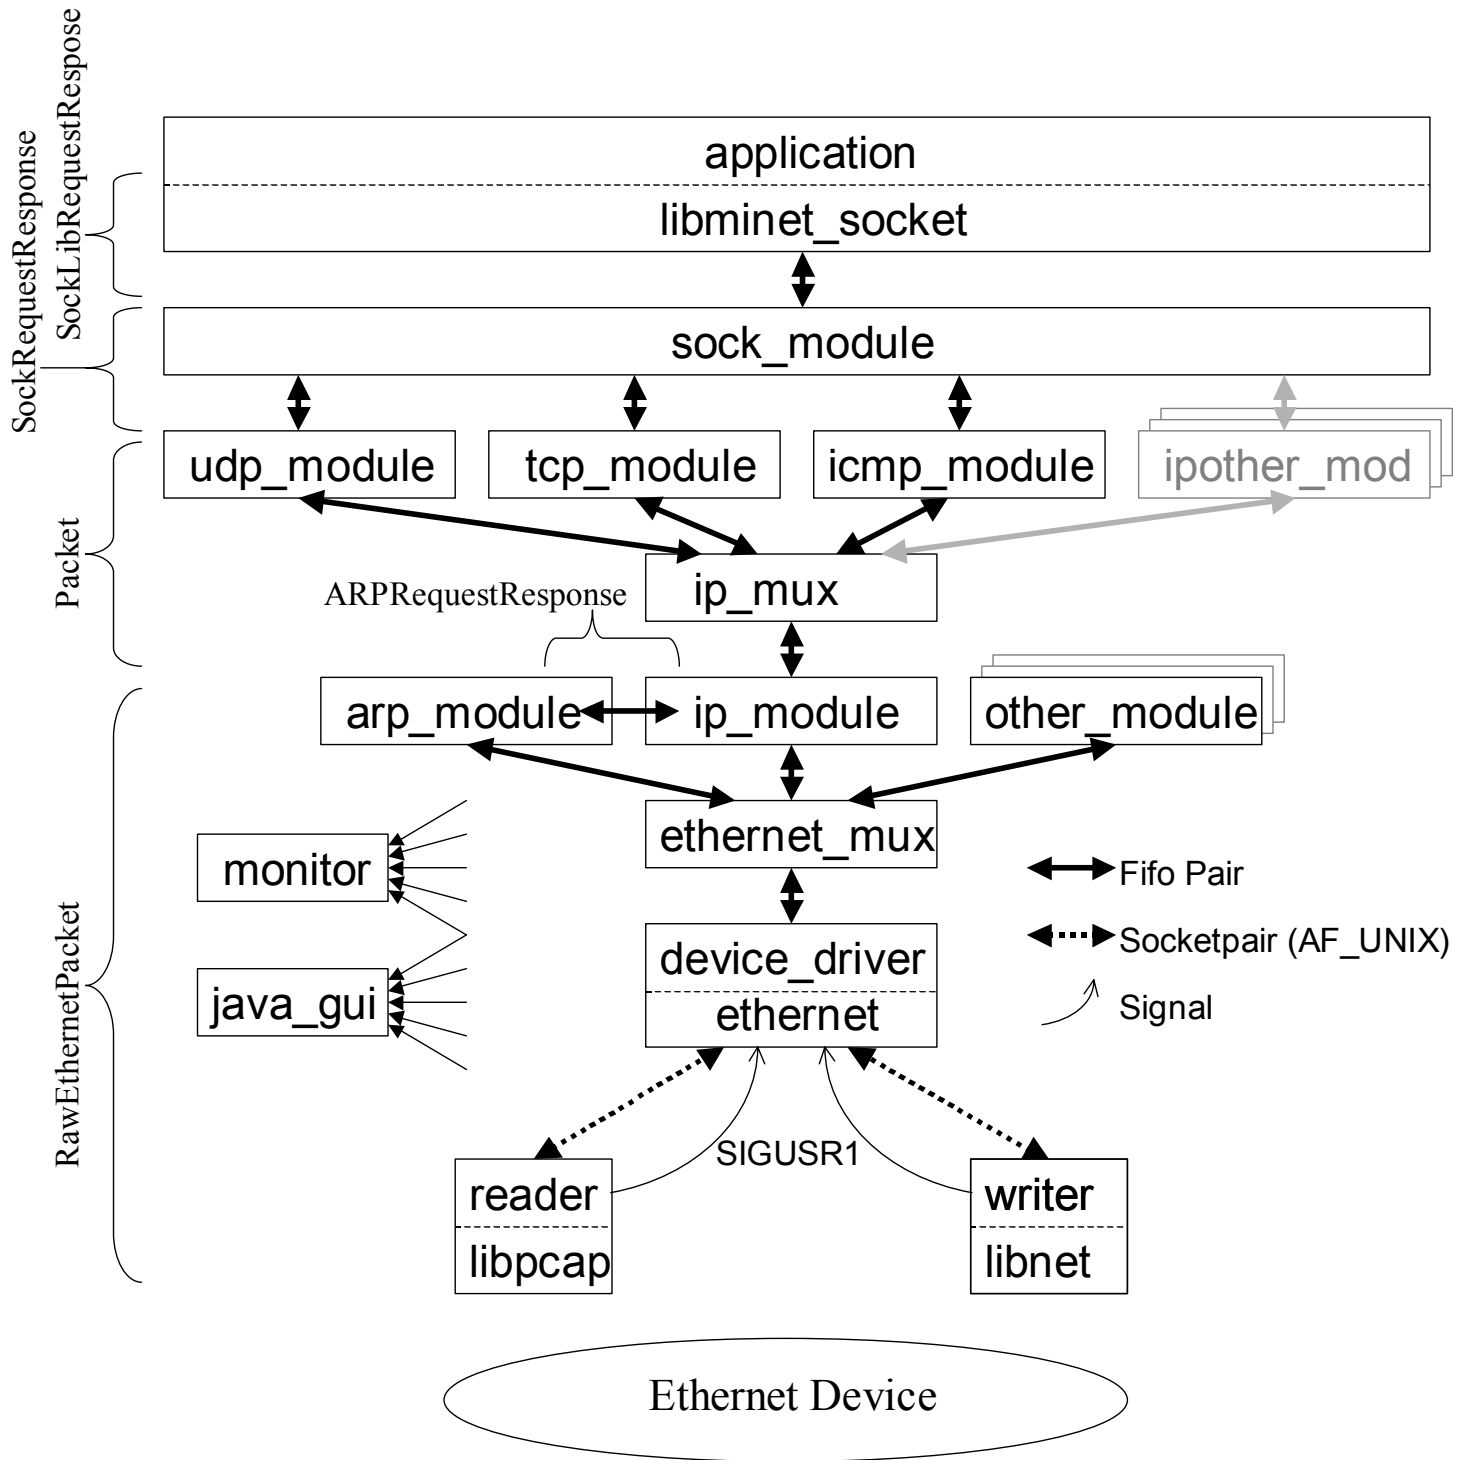 SockLibRequestRespose
SockRequestResponse
application
libminet_socket
sock_module
udp_module
tcp_module
icmp_module
ipother_mod
Packet
ip_mux
ARPRequestResponse
arp_module
ip_module
other_module
RawEthernetPacket
ethernet_mux
monitor
Fifo Pair
Socketpair (AF_UNIX)
device_driver
java_gui
ethernet
Signal
SIGUSR1
reader
writer
libpcap
libnet
Ethernet Device